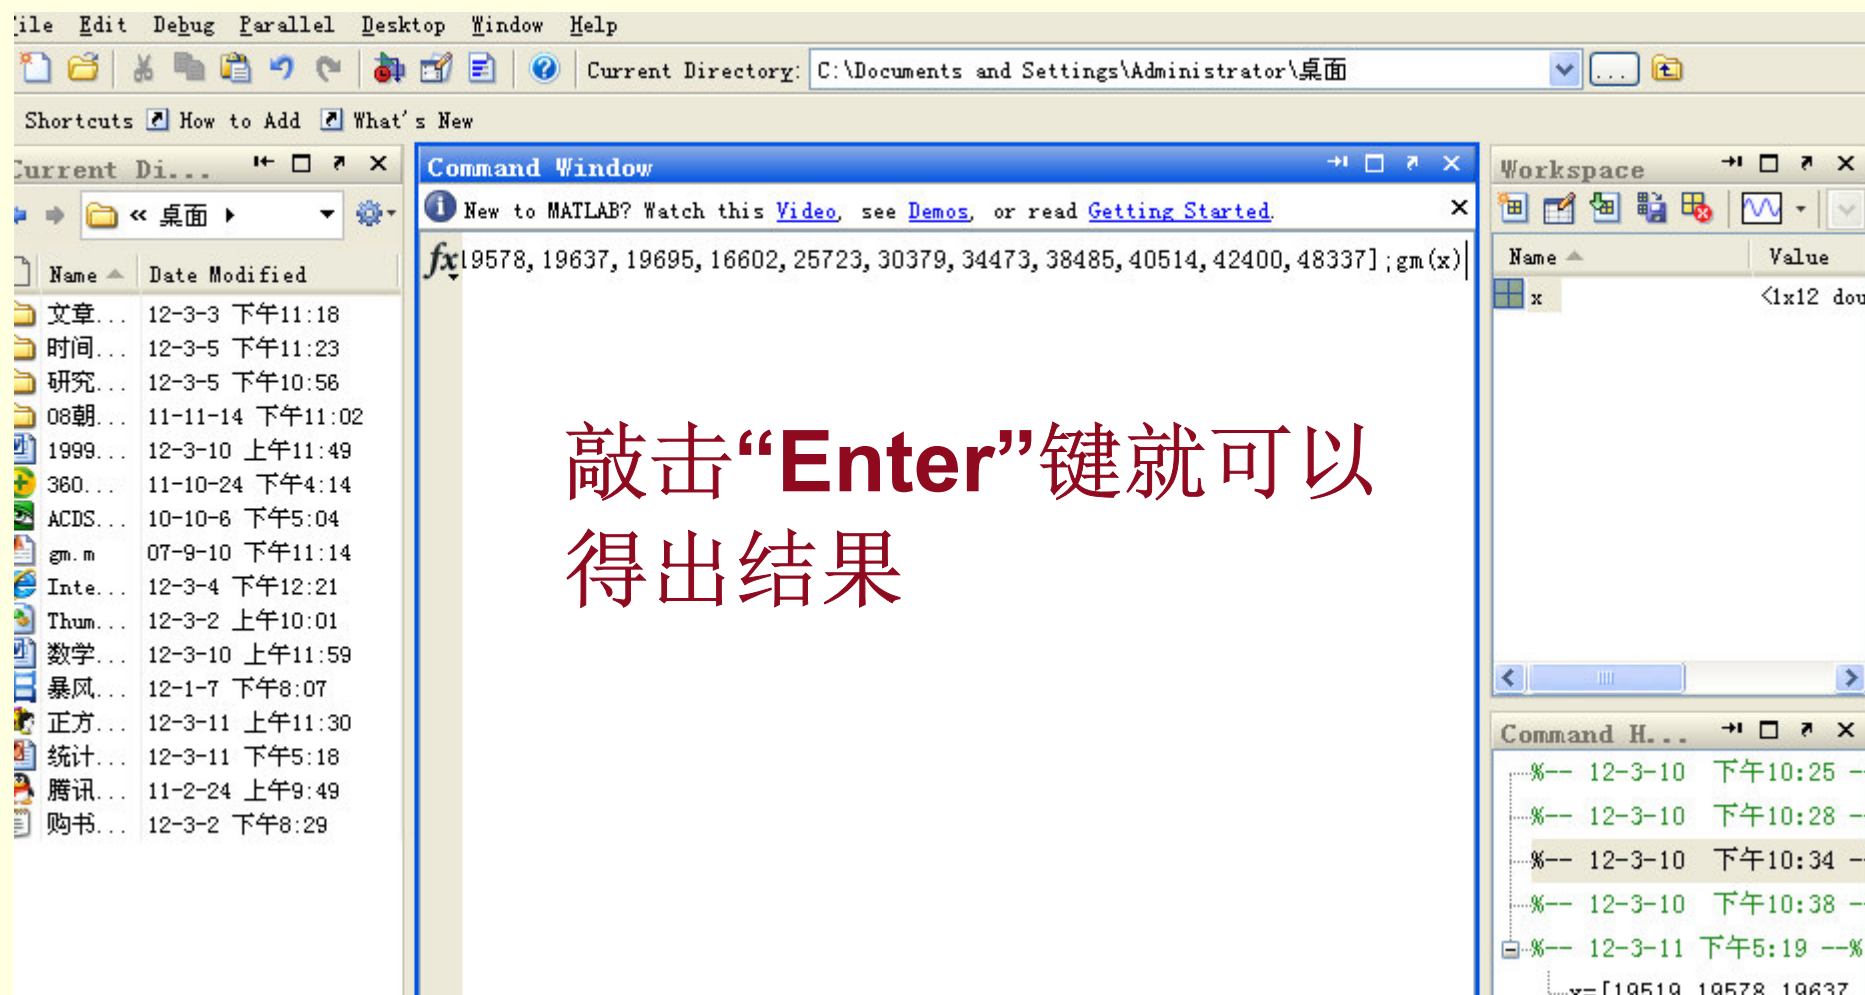 File Edit Debug Parallel Desktop Window Help
Current Directory: C:\Documents and Settings\Administrator\桌面 ...
Shortcuts How to Add What's New
Current Di...
« 桌面
Name Date Modified
文章... 12-3-3 下午11:18
时间... 12-3-5 下午11:23
研究... 12-3-5 下午10:56
08朝... 11-11-14 下午11:02
1999... 12-3-10 上午11:49
360... 11-10-24 下午4:14
ACDS... 10-10-6 下午5:04
gm.m 07-9-10 下午11:14
Inte... 12-3-4 下午12:21
Thum... 12-3-2 上午10:01
数学... 12-3-10 上午11:59
暴风... 12-1-7 下午8:07
正方... 12-3-11 上午11:30
统计... 12-3-11 下午5:18
腾讯... 11-2-24 上午9:49
购书... 12-3-2 下午8:29
Command Window
New to MATLAB? Watch this Video, see Demos, or read Getting Started.
fx 19578, 19637, 19695, 16602, 25723, 30379, 34473, 38485, 40514, 42400, 48337];gm(x)
敲击“Enter”键就可以
得出结果
Workspace
Name Value
x <1x12 dou
Command H...
%-- 12-3-10 下午10:25 --
%-- 12-3-10 下午10:28 --
%-- 12-3-10 下午10:34 --
%-- 12-3-10 下午10:38 --
%-- 12-3-11 下午5:19 --%
x=[19519, 19578, 19637,